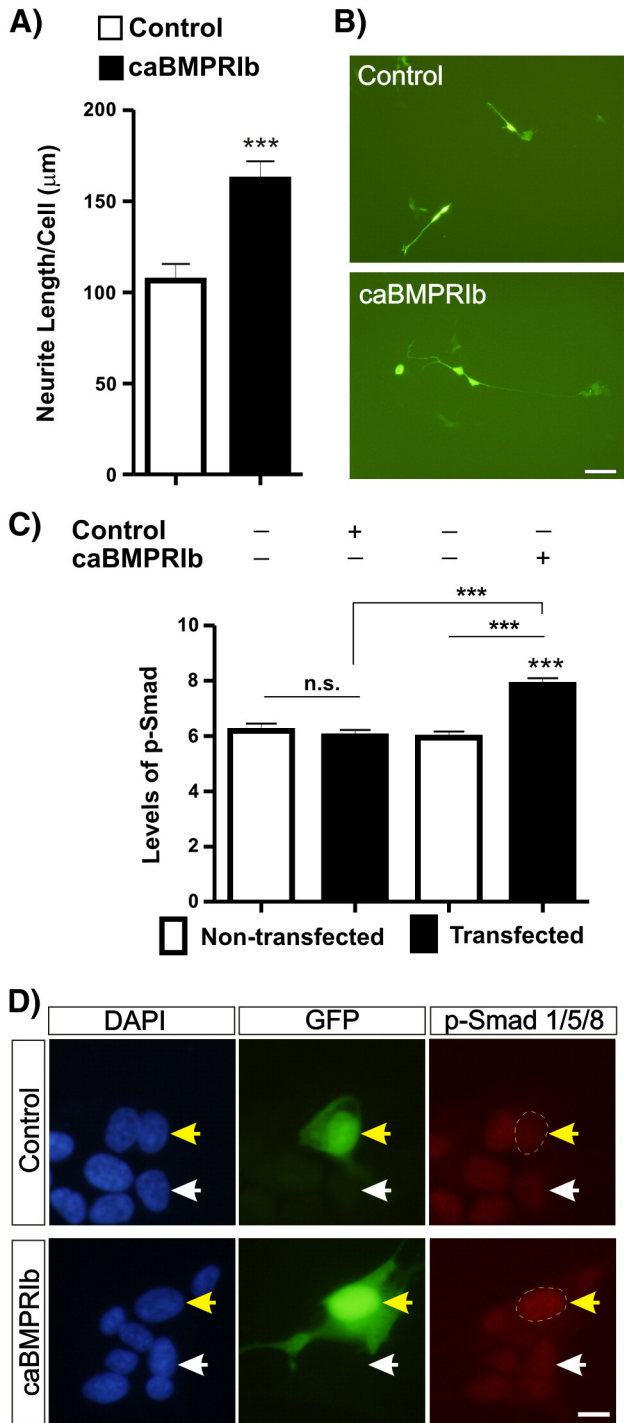 A)
Control
caBMPRIb
Neurite Length/Cell (μm)
200
150
100
50
0
***
B)
Control
caBMPRIb
C)
Control – + – –
caBMPRIb – – – +
Levels of p-Smad
10
8
6
4
2
0
n.s.
***
***
***
Non-transfected Transfected
D)
DAPI GFP p-Smad 1/5/8
Control
caBMPRIb